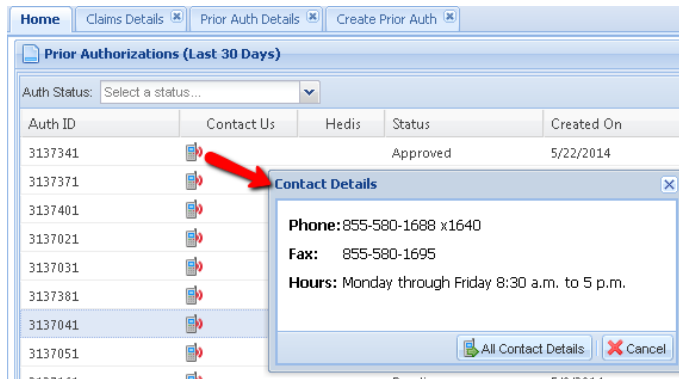 Home Claims Details Prior Auth Details Create Prior Auth
Prior Authorizations (Last 30 Days)
Auth Status: Select a status...
Auth ID Contact Us Hedis Status Created On
3137341 Approved 5/22/2014
3137371
Contact Details
3137401
Phone: 855-580-1688 x1640
3137021
Fax: 855-580-1695
3137031
Hours: Monday through Friday 8:30 a.m. to 5 p.m.
3137381
3137041
3137051
All Contact Details Cancel